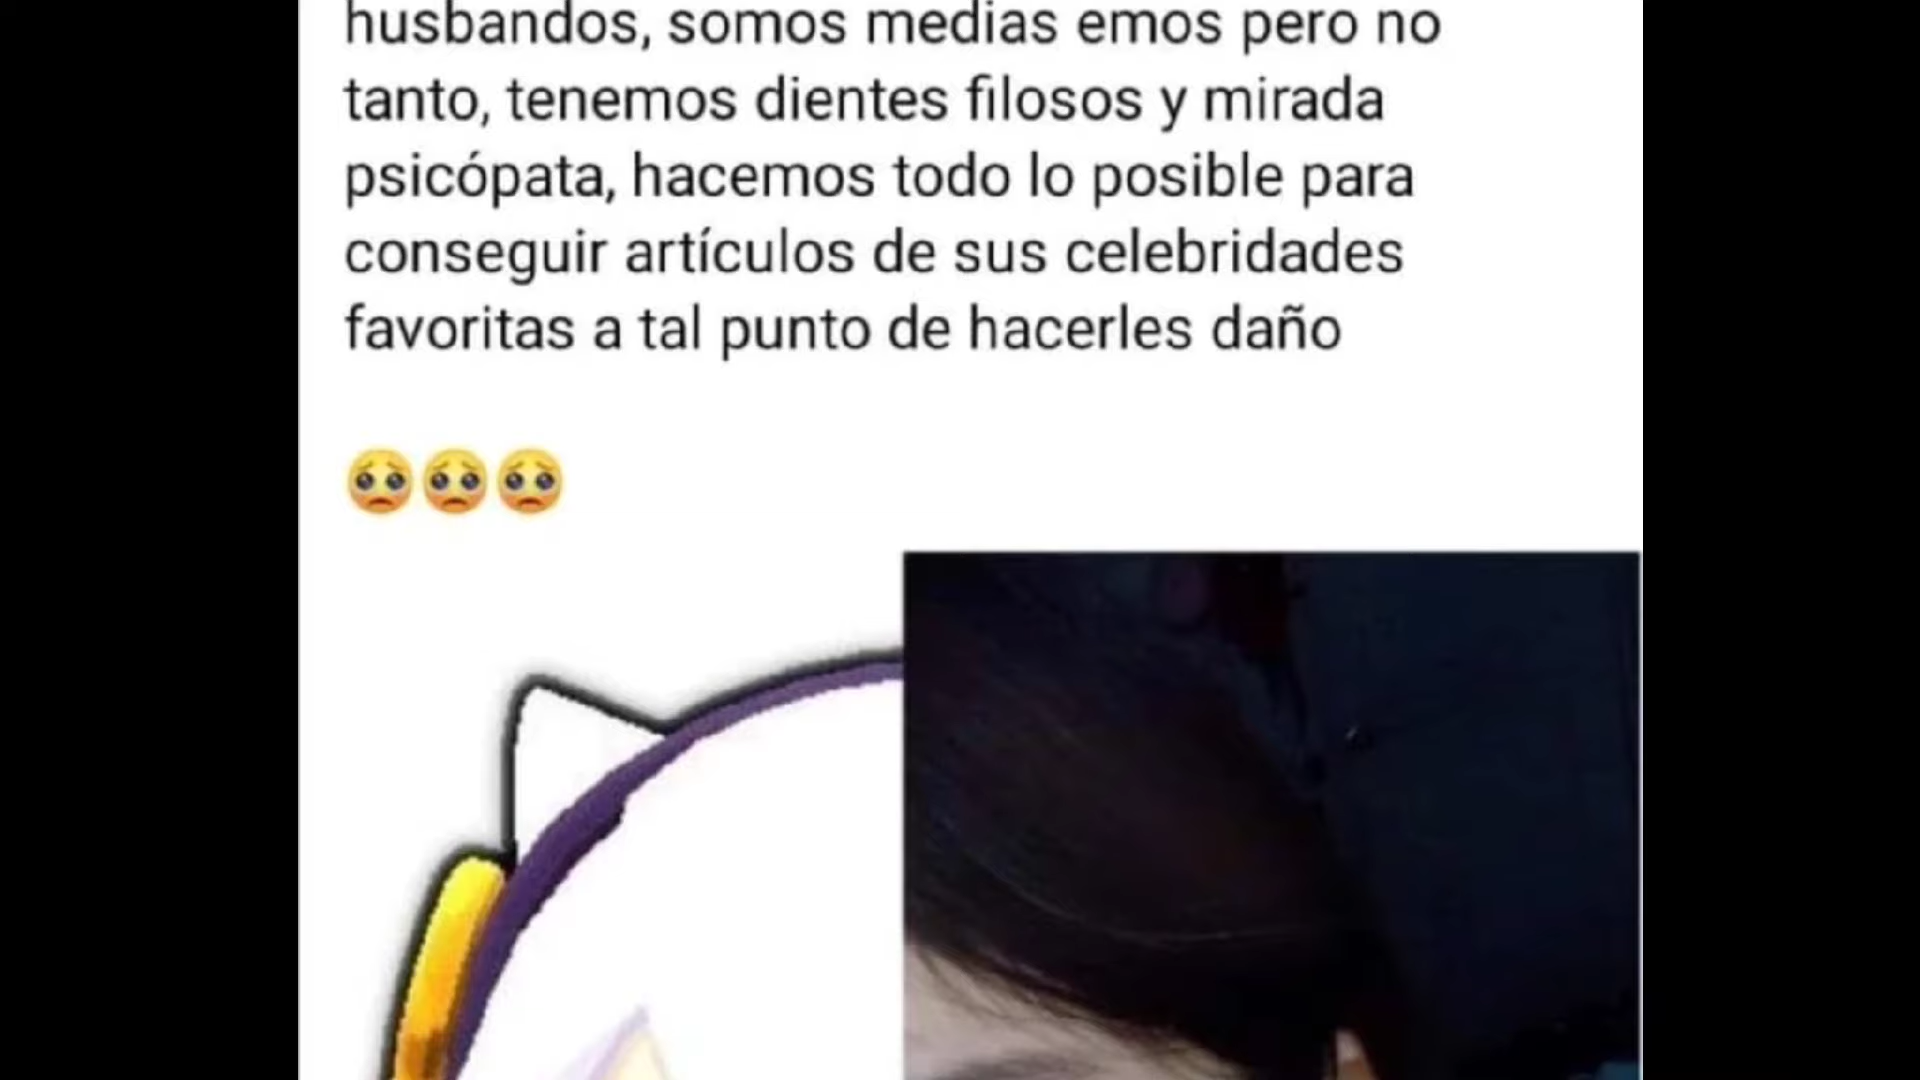 husbandos, somos medias emos pero no
tanto, tenemos dientes filosos y mirada
psicópata, hacemos todo lo posible para
conseguir artículos de sus celebridades
favoritas a tal punto de hacerles daño
🥺🥺🥺